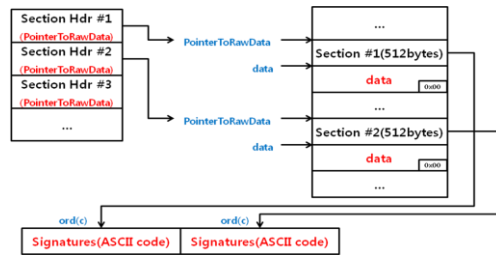 Section Hdr #1
(PointerToRawData)
Section Hdr #2
(PointerToRawData)
Section Hdr #3
(PointerToRawData)
...
PointerToRawData
data
PointerToRawData
data
...
Section #1(512bytes)
data
0x00
...
Section #2(512bytes)
data
0x00
...
ord(c)
ord(c)
Signatures(ASCII code)
Signatures(ASCII code)